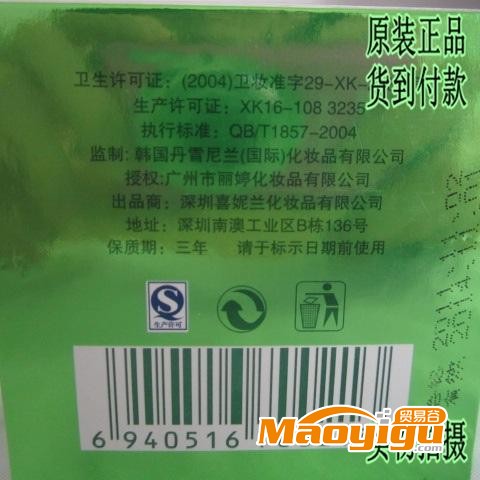 原装正品
货到付款
卫生许可证: (2004)卫妆准字29-XK-
生产许可证: XK16-108 3235
执行标准: QB/T1857-2004
监制: 韩国丹雪尼兰(国际)化妆品有限公司
授权:广州市丽婷化妆品有限公司
出品商: 深圳喜妮兰化妆品有限公司
地址: 深圳南澳工业区B栋136号
保质期: 三年 请于标示日期前使用
生产许可
6 940516
贸易谷
Maoyigu.com